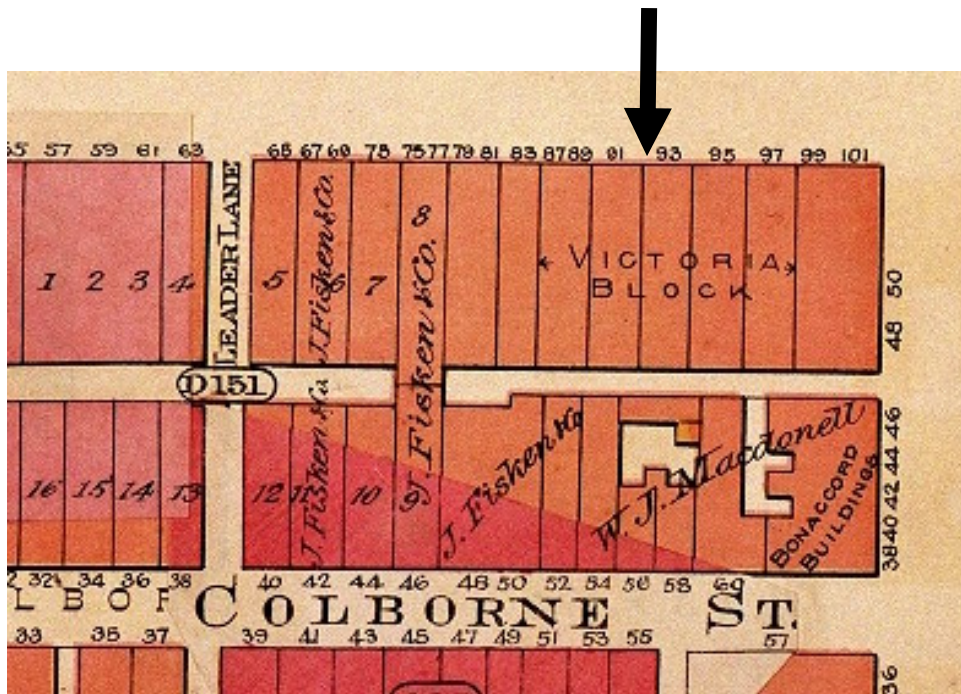 55 57 59 61 63 65 67 69 73 75 77 79 81 83 87 89 91 93 95 97 99 101
LEADER LANE
1 2 3 4 5 6 7 8
J. Fisken & Co.
J. Fisken & Co.
VICTORIA
BLOCK
50
48
D151
16 15 14 13 12 11 10 9
J. Fisken & Co.
J. Fisken & Co
W. J. Macdonell
BONACCORD
BUILDINGS
46
44
42
40
38
32 34 36 38 40 42 44 46 48 50 52 54 56 58 60
LBOR COLBORNE ST.
33 35 37 39 41 43 45 47 49 51 53 55 57
36